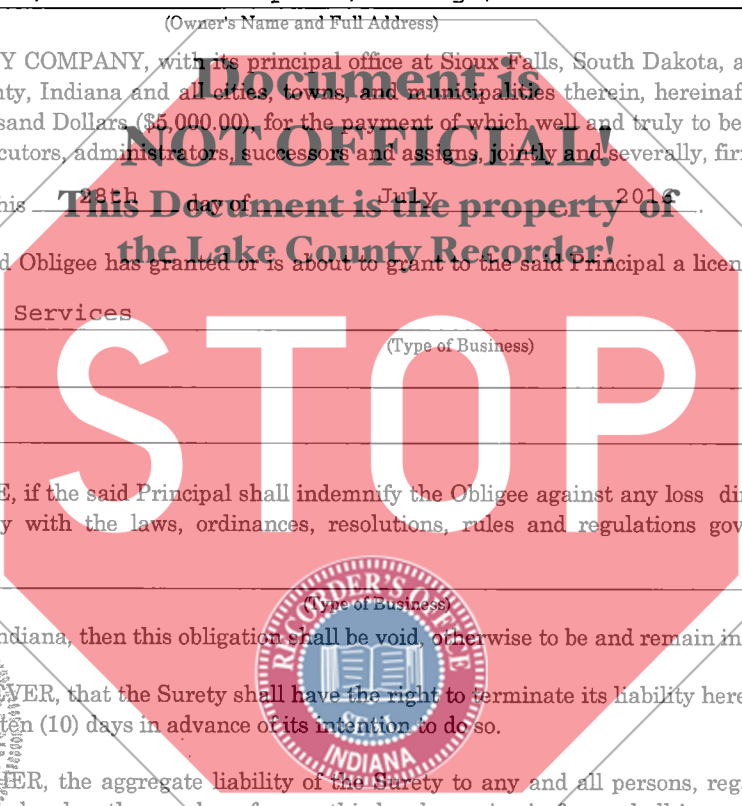 (Owner's Name and Full Address)
Y COMPANY, with its principal office at Sioux Falls, South Dakota, a
Document is
nty, Indiana and all cities, towns, and municipalities therein, hereinaf
sand Dollars ($5,000.00), for the payment of which well and truly to be
NOT OFFICIAL!
cutors, administrators, successors and assigns, jointly and severally, fir
his 28th day of July 2016.
This Document is the property of
the Lake County Recorder!
d Obligee has granted or is about to grant to the said Principal a licen
Services
STOP
(Type of Business)
E, if the said Principal shall indemnify the Obligee against any loss di
y with the laws, ordinances, resolutions, rules and regulations gov
(Type of Business)
RECORDER'S OFFICE
ndiana, then this obligation shall be void, otherwise to be and remain in
EVER, that the Surety shall have the right to terminate its liability here
SEAL
ten (10) days in advance of its intention to do so.
INDIANA
HER, the aggregate liability of the Surety to any and all persons, reg